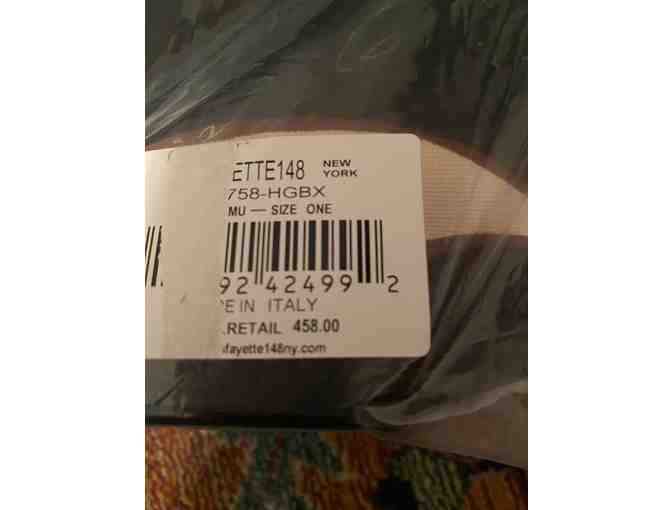 ETTE148 NEW YORK
758-HGBX
MU — SIZE ONE
92 42499 2
E IN ITALY
.RETAIL 458.00
fayette148ny.com